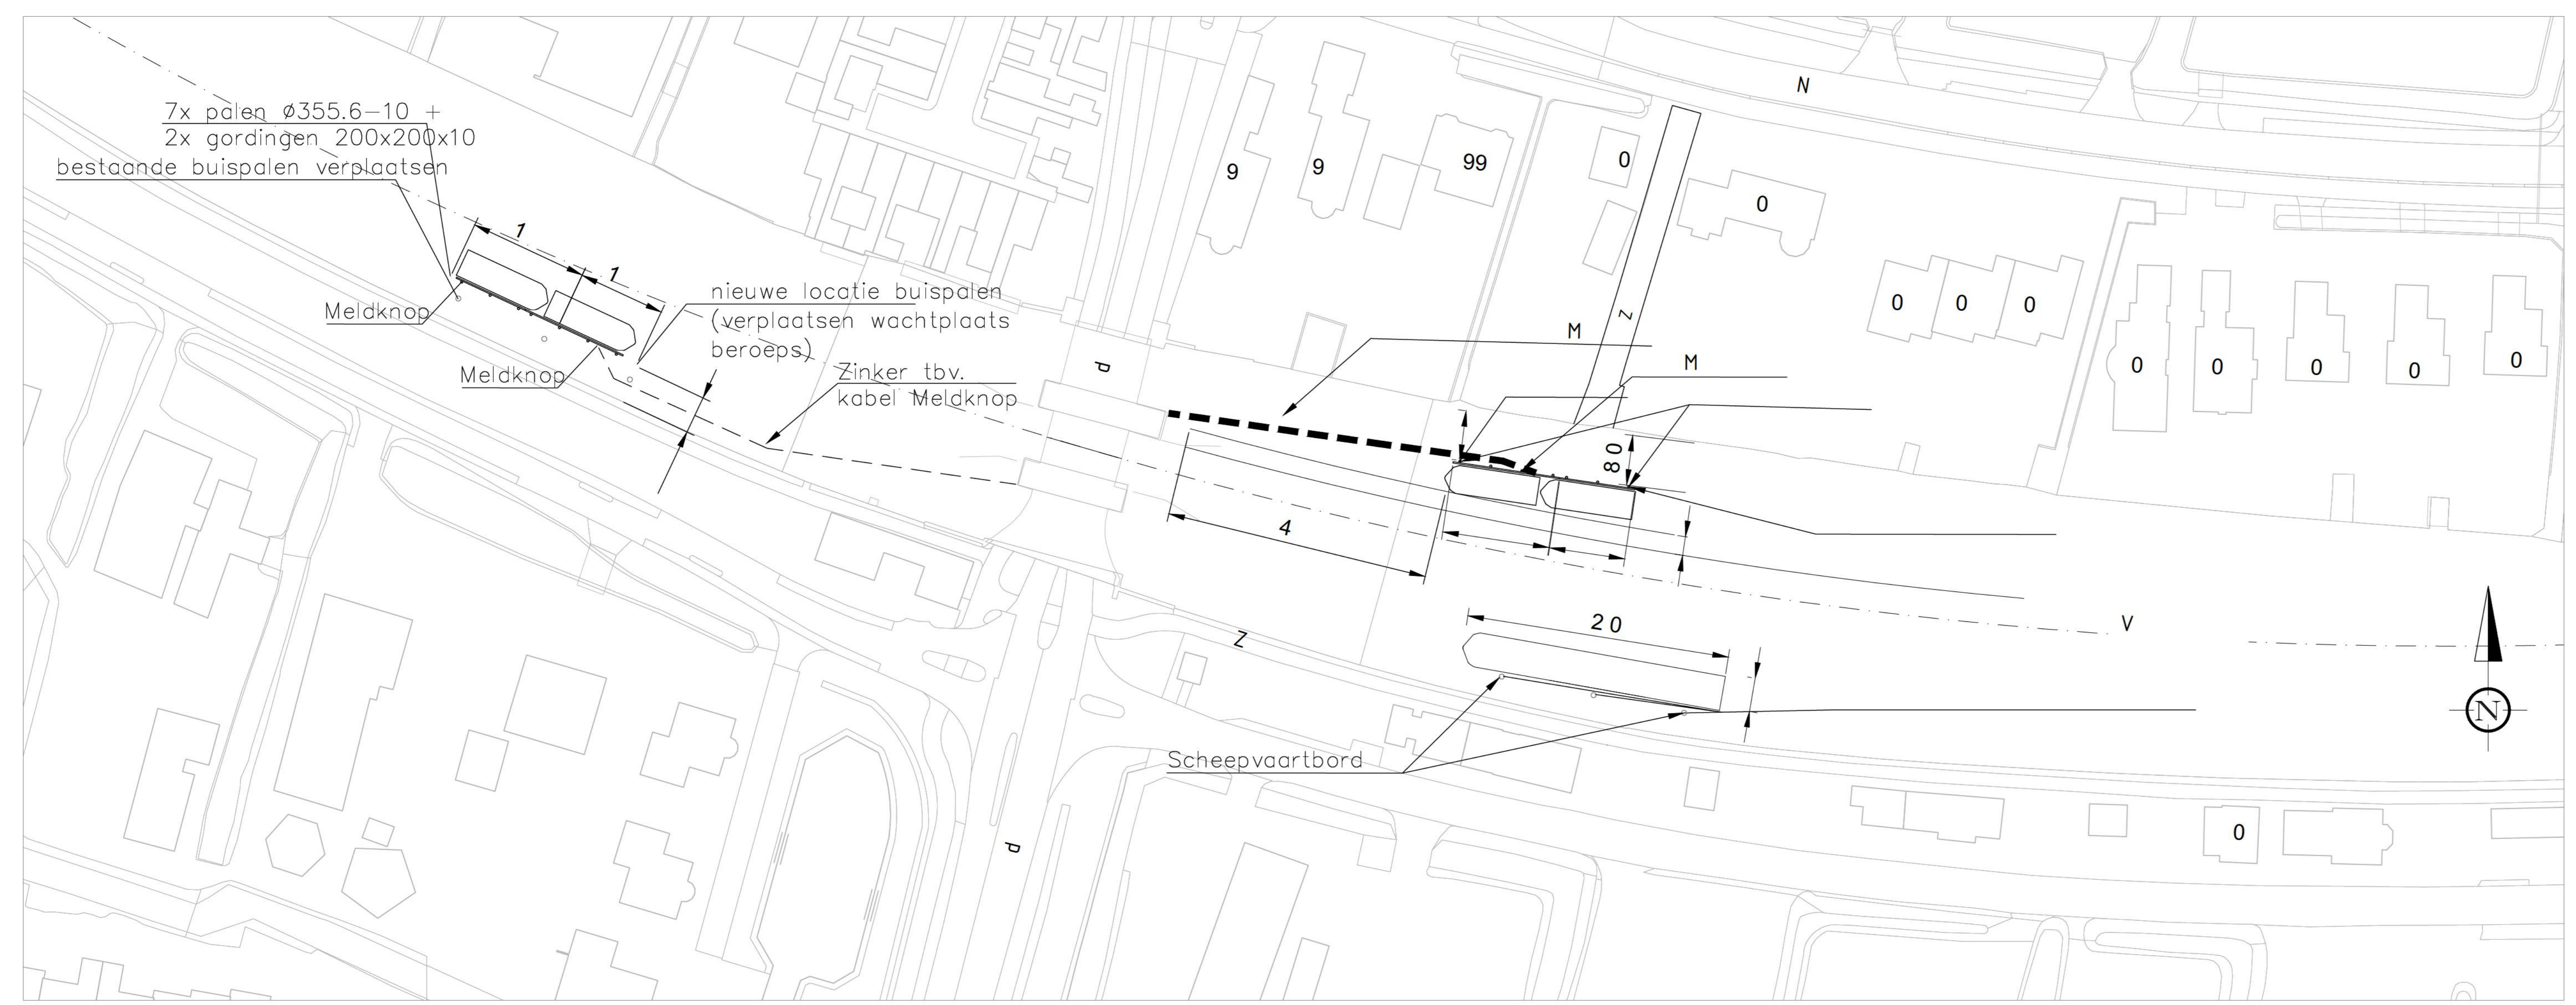 7x palen Ø355.6-10 +
2x gordingen 200x200x10
bestaande buispalen verplaatsen
1
1
Meldknop
Meldknop
nieuwe locatie buispalen
(verplaatsen wachtplaats
beroeps)
Zinker tbv.
kabel Meldknop
N
9
9
99
0
0
Z
M
M
P
0
0
0
0
0
0
0
0
80
4
20
V
Z
Scheepvaartbord
P
0
N